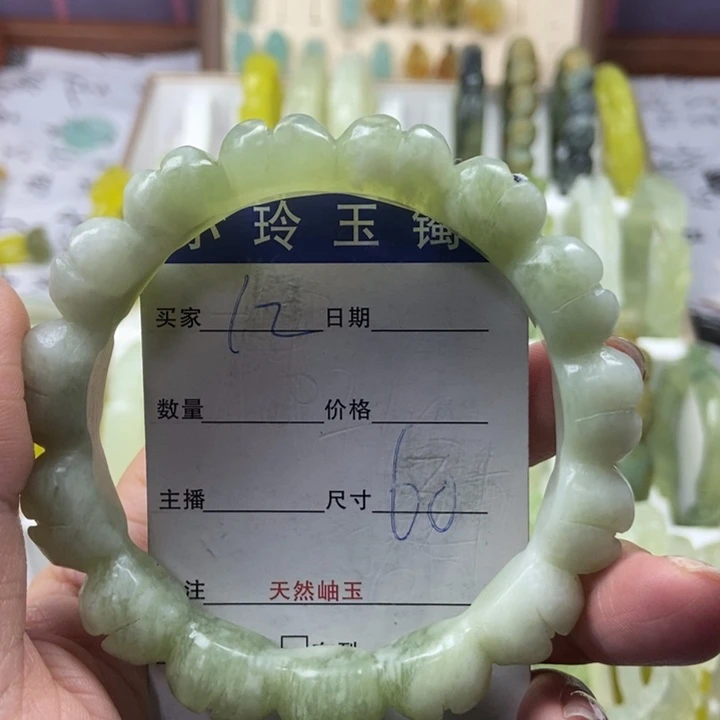 小玲玉镯
买家 12 日期
数量 价格
主播 尺寸 60
注 天然岫玉